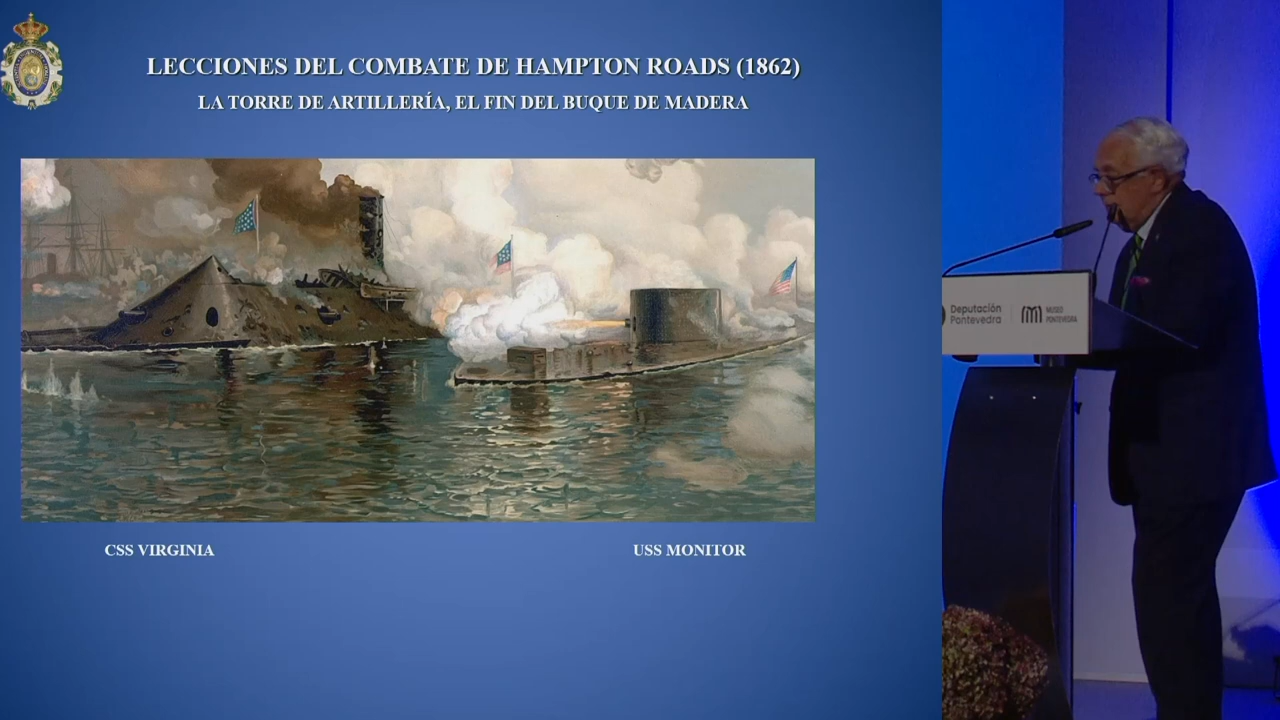 LECCIONES DEL COMBATE DE HAMPTON ROADS (1862)
LA TORRE DE ARTILLERÍA, EL FIN DEL BUQUE DE MADERA
CSS VIRGINIA
USS MONITOR
Deputación
Pontevedra
MUSEO
PONTEVEDRA